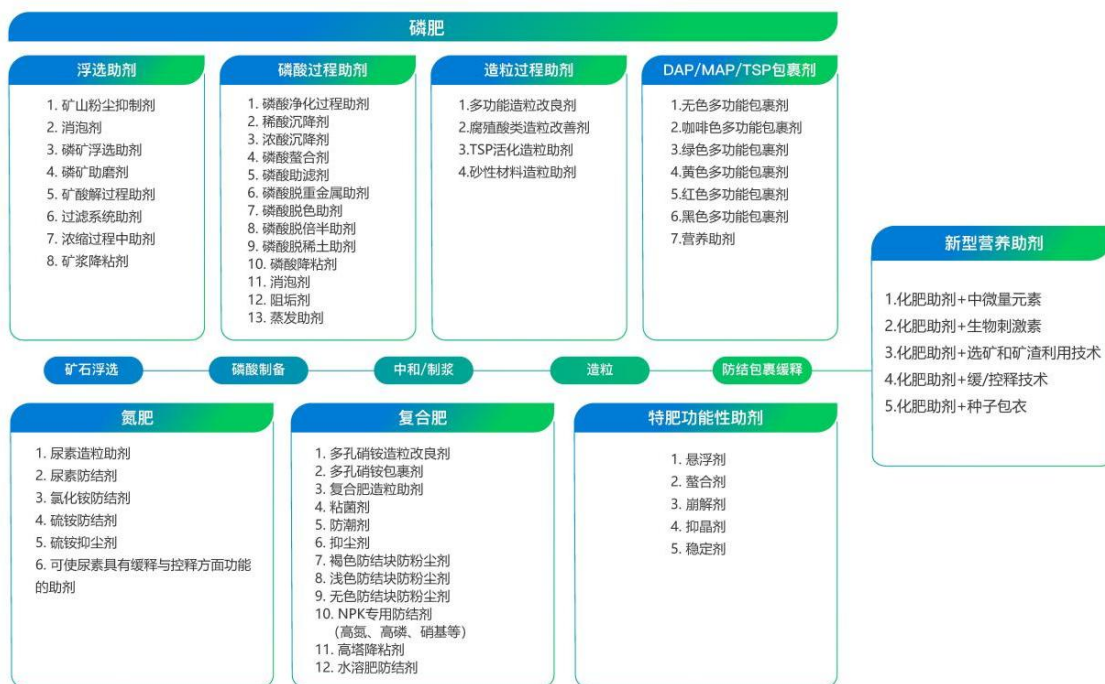 磷肥
浮选助剂
1. 矿山粉尘抑制剂
2. 消泡剂
3. 磷矿浮选助剂
4. 磷矿助磨剂
5. 矿酸解过程助剂
6. 过滤系统助剂
7. 浓缩过程中助剂
8. 矿浆降粘剂
磷酸过程助剂
1. 磷酸净化过程助剂
2. 稀酸沉降剂
3. 浓酸沉降剂
4. 磷酸螯合剂
5. 磷酸助滤剂
6. 磷酸脱重金属助剂
7. 磷酸脱色助剂
8. 磷酸脱倍半助剂
9. 磷酸脱稀土助剂
10. 磷酸降粘剂
11. 消泡剂
12. 阻垢剂
13. 蒸发助剂
造粒过程助剂
1.多功能造粒改良剂
2.腐殖酸类造粒改善剂
3.TSP活化造粒助剂
4.砂性材料造粒助剂
DAP/MAP/TSP包裹剂
1.无色多功能包裹剂
2.咖啡色多功能包裹剂
3.绿色多功能包裹剂
4.黄色多功能包裹剂
5.红色多功能包裹剂
6.黑色多功能包裹剂
7.营养助剂
新型营养助剂
1.化肥助剂+中微量元素
2.化肥助剂+生物刺激素
3.化肥助剂+选矿和矿渣利用技术
4.化肥助剂+缓/控释技术
5.化肥助剂+种子包衣
矿石浮选
磷酸制备
中和/制浆
造粒
防结包裹缓释
氮肥
1. 尿素造粒助剂
2. 尿素防结剂
3. 氯化铵防结剂
4. 硫铵防结剂
5. 硫铵抑尘剂
6. 可使尿素具有缓释与控释方面功能
的助剂
复合肥
1. 多孔硝铵造粒改良剂
2. 多孔硝铵包裹剂
3. 复合肥造粒助剂
4. 粘菌剂
5. 防潮剂
6. 抑尘剂
7. 褐色防结块防粉尘剂
8. 浅色防结块防粉尘剂
9. 无色防结块防粉尘剂
10. NPK专用防结剂
（高氮、高磷、硝基等）
11. 高塔降粘剂
12. 水溶肥防结剂
特肥功能性助剂
1. 悬浮剂
2. 螯合剂
3. 崩解剂
4. 抑晶剂
5. 稳定剂